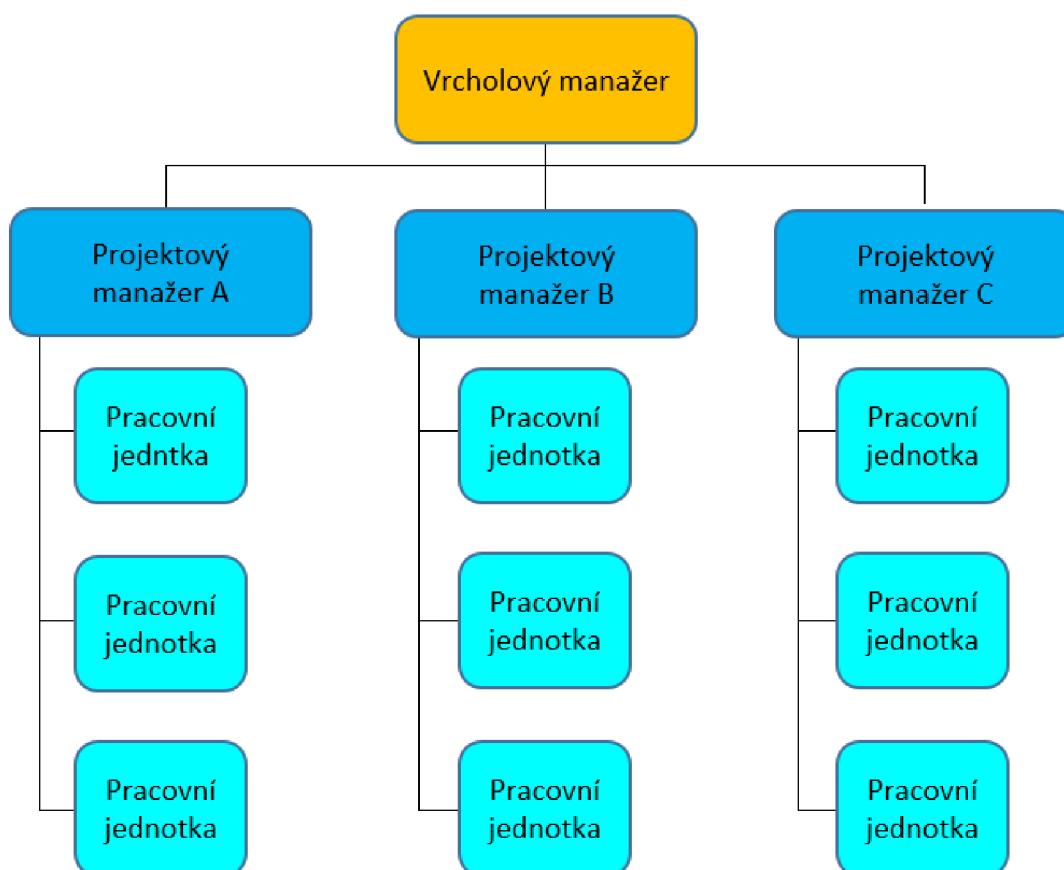 Vrcholový manažer
Projektový
manažer A
Projektový
manažer B
Projektový
manažer C
Pracovní
jedntka
Pracovní
jednotka
Pracovní
jednotka
Pracovní
jednotka
Pracovní
jednotka
Pracovní
jednotka
Pracovní
jednotka
Pracovní
jednotka
Pracovní
jednotka